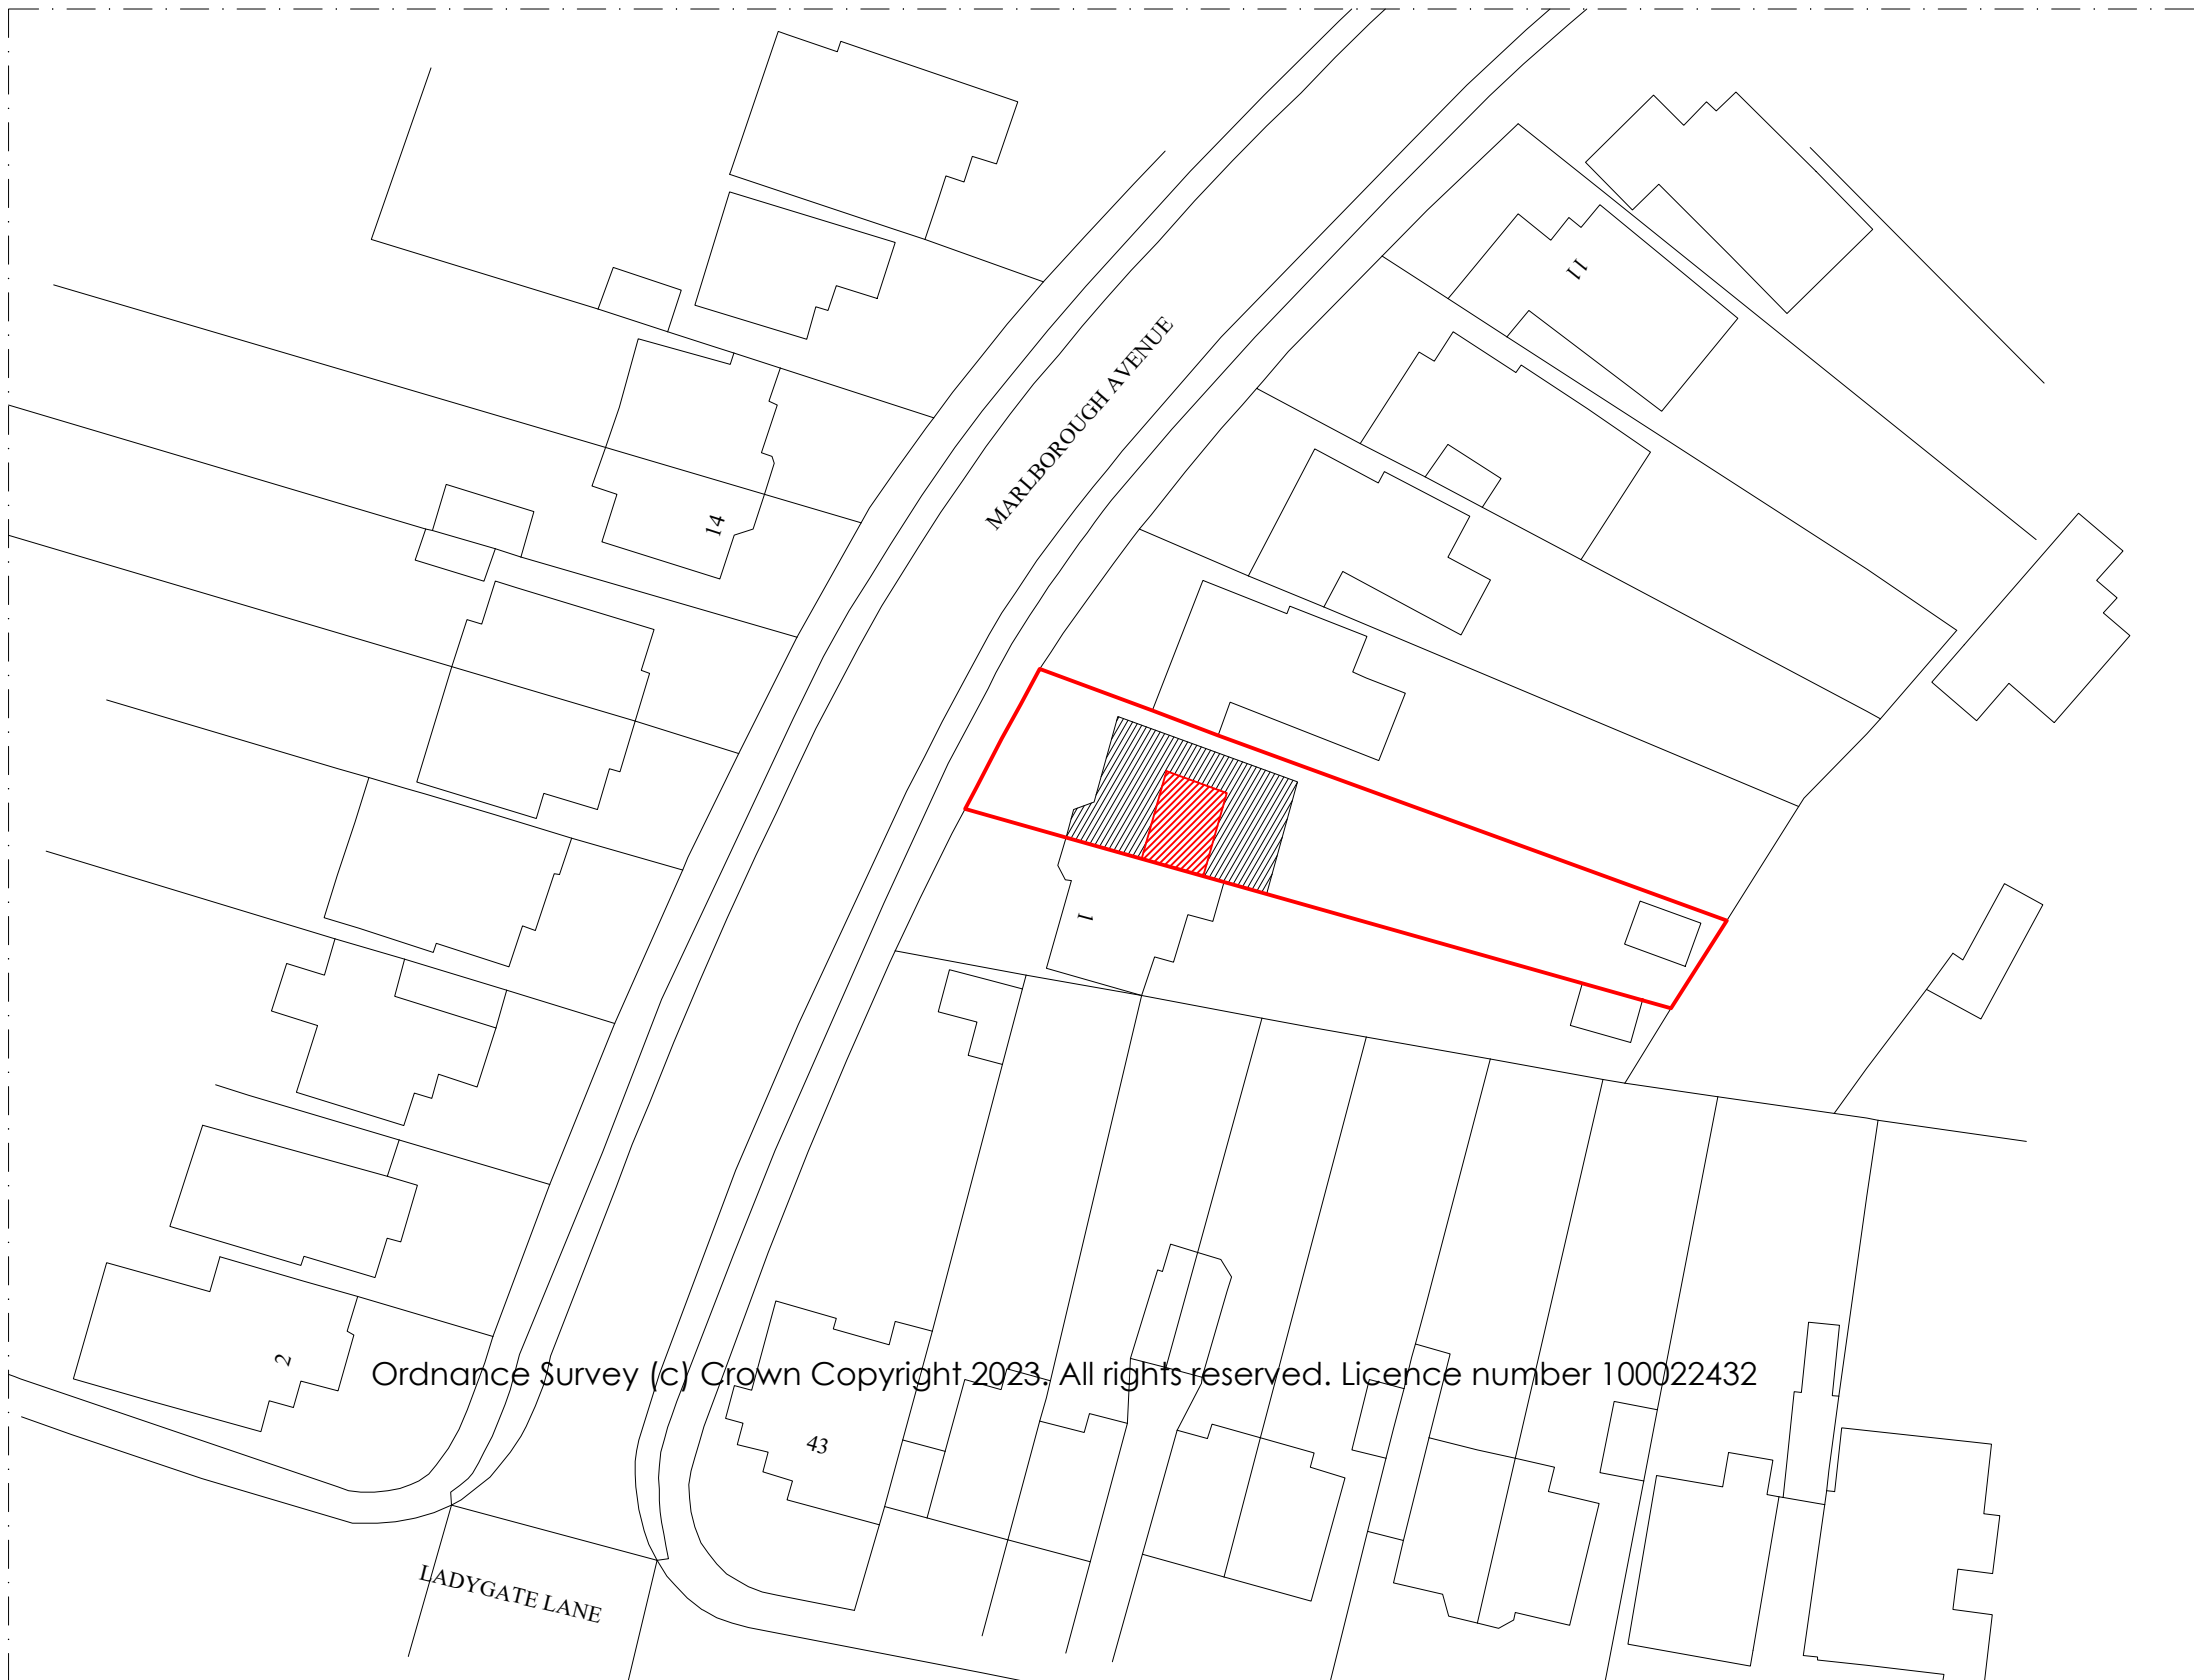 11
MARLBOROUGH AVENUE
14
1
2
Ordnance Survey (c) Crown Copyright 2023. All rights reserved. Licence number 100022432
43
LADYGATE LANE